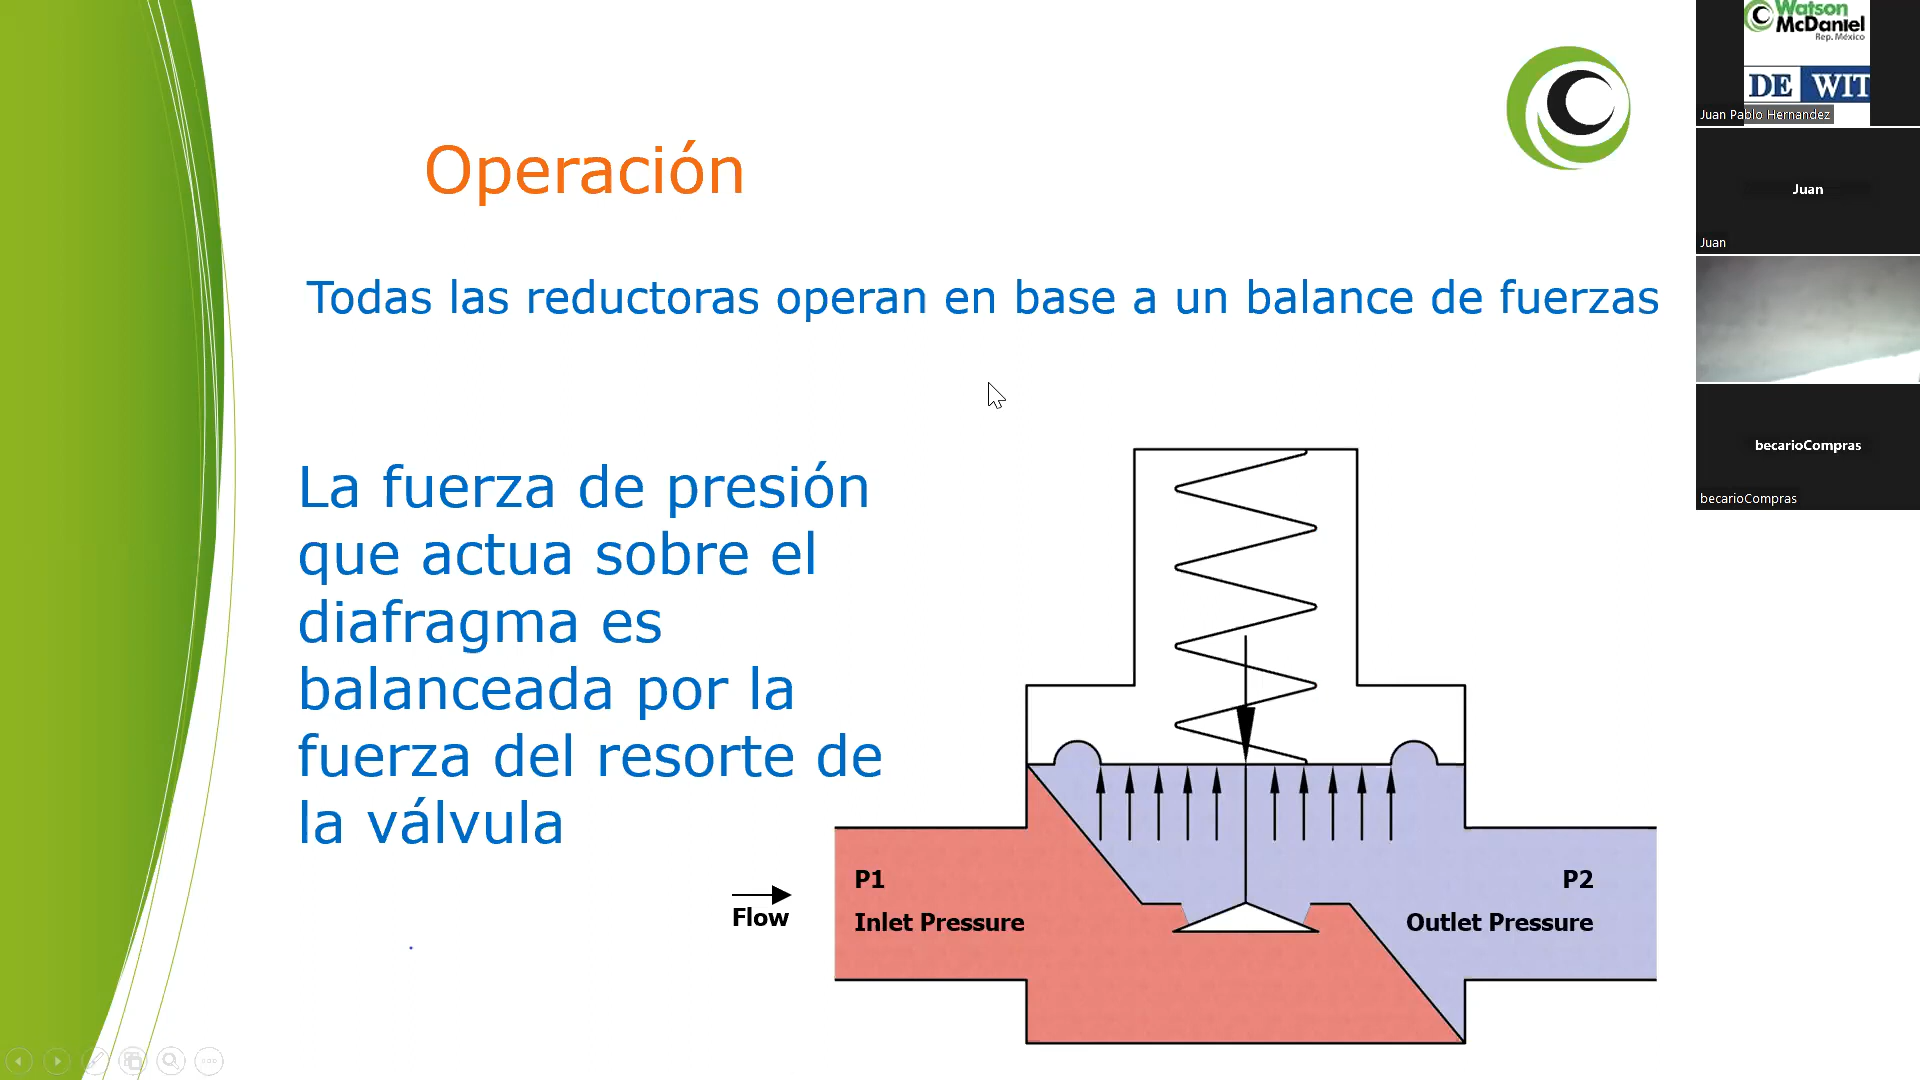 Operación
Todas las reductoras operan en base a un balance de fuerzas
La fuerza de presión
que actua sobre el
diafragma es
balanceada por la
fuerza del resorte de
la válvula
Flow
P1
Inlet Pressure
P2
Outlet Pressure
Watson
McDaniel
Rep. México
DE WIT
Juan Pablo Hernandez
Juan
Juan
becarioCompras
becarioCompras